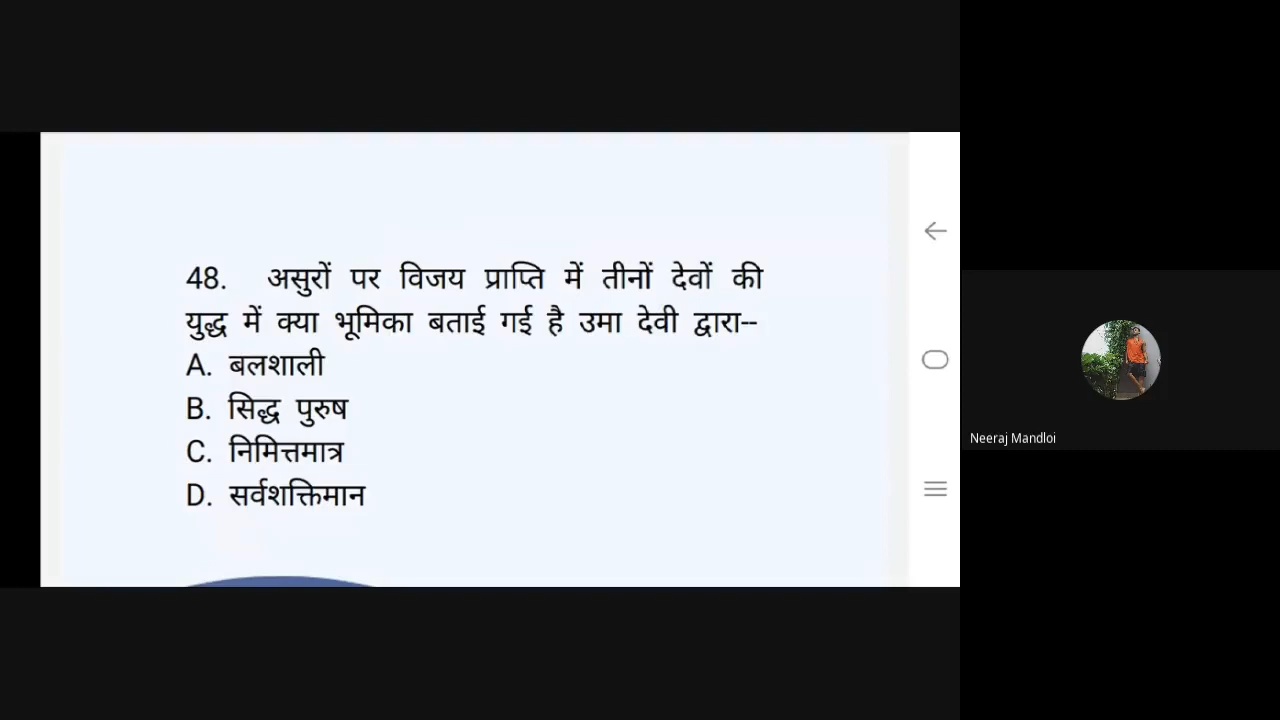 48. असुरों पर विजय प्राप्ति में तीनों देवों की
युद्ध में क्या भूमिका बताई गई है उमा देवी द्वारा--
A. बलशाली
B. सिद्ध पुरुष
C. निमित्तमात्र
D. सर्वशक्तिमान
Neeraj Mandloi